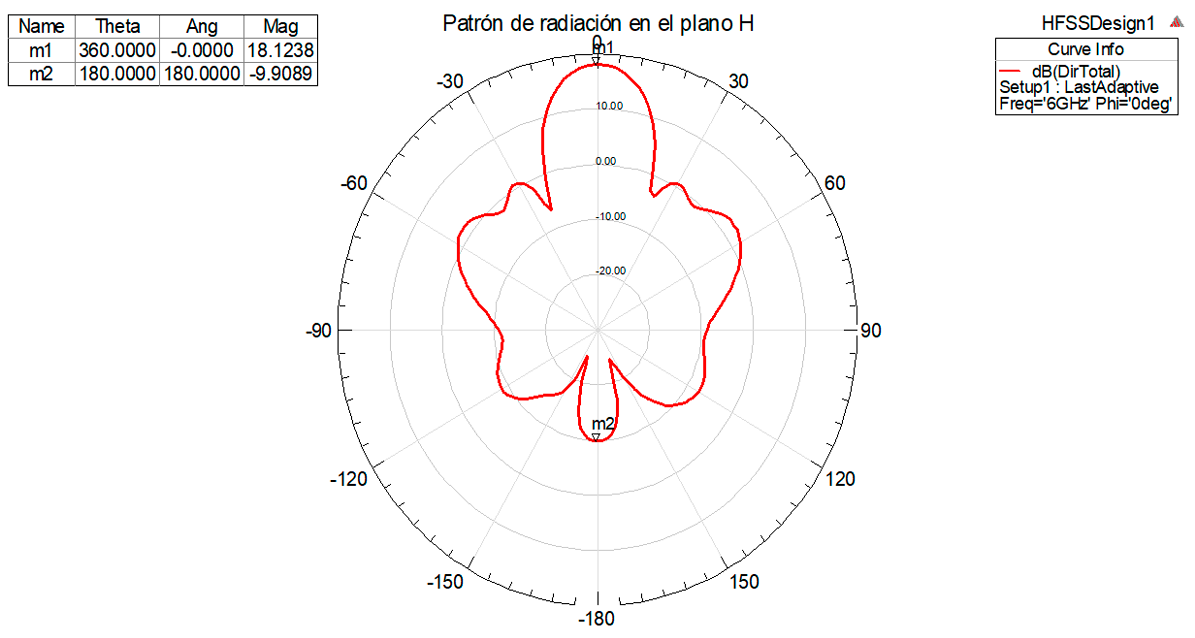 Name Theta Ang Mag
m1 360.0000 -0.0000 18.1238
m2 180.0000 180.0000 -9.9089
Patrón de radiación en el plano H
HFSSDesign1
Curve Info
dB(DirTotal)
Setup1 : LastAdaptive
Freq='6GHz' Phi='0deg'
0
m1
-30
30
10.00
-60
60
0.00
-10.00
-20.00
-90
90
m2
-120
120
-150
150
-180